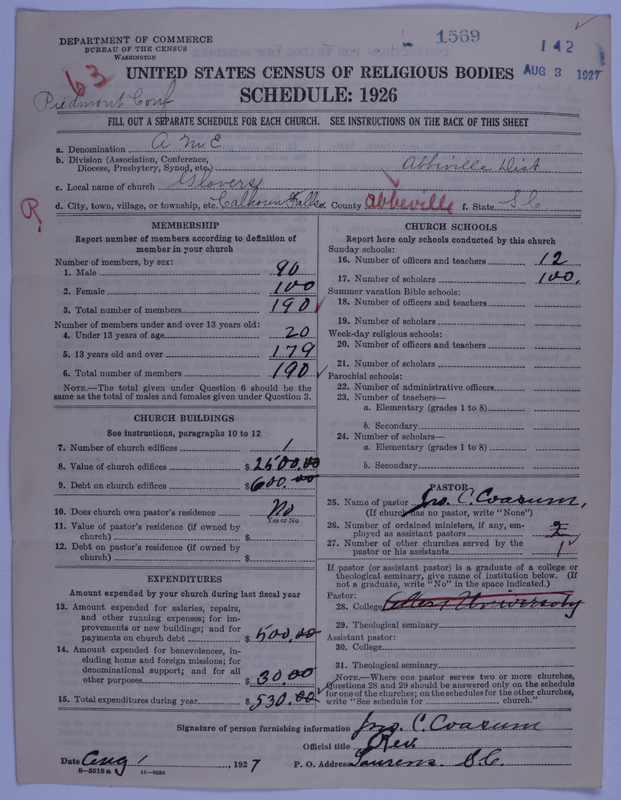 1569
142
AUG 3 1927
DEPARTMENT OF COMMERCE
BUREAU OF THE CENSUS
WASHINGTON
63
UNITED STATES CENSUS OF RELIGIOUS BODIES
Piedmont Conf
SCHEDULE: 1926
FILL OUT A SEPARATE SCHEDULE FOR EACH CHURCH. SEE INSTRUCTIONS ON THE BACK OF THIS SHEET
a. Denomination A M E
b. Division (Association, Conference, Diocese, Presbytery, Synod, etc.) Abbeville Dist
c. Local name of church Glovers
R.
d. City, town, village, or township, etc. Calhoun Falls e. County Abbeville f. State S C
MEMBERSHIP
Report number of members according to definition of
member in your church
Number of members, by sex:
1. Male 90
2. Female 100
3. Total number of members 190
Number of members under and over 13 years old:
4. Under 13 years of age 20
5. 13 years old and over 179
6. Total number of members 190
NOTE.—The total given under Question 6 should be the
same as the total of males and females given under Question 3.
CHURCH BUILDINGS
See instructions, paragraphs 10 to 12
7. Number of church edifices 1
8. Value of church edifices $2500.00
9. Debt on church edifices $600.00
10. Does church own pastor's residence No
Yes or No
11. Value of pastor's residence (if owned by
church) $
12. Debt on pastor's residence (if owned by
church) $
EXPENDITURES
Amount expended by your church during last fiscal year
13. Amount expended for salaries, repairs,
and other running expenses; for im-
provements or new buildings; and for
payments on church debt $500.00
14. Amount expended for benevolences, in-
cluding home and foreign missions; for
denominational support; and for all
other purposes $30.00
15. Total expenditures during year $530.00
CHURCH SCHOOLS
Report here only schools conducted by this church
Sunday schools:
16. Number of officers and teachers 12
17. Number of scholars 100.
Summer vacation Bible schools:
18. Number of officers and teachers
19. Number of scholars
Week-day religious schools:
20. Number of officers and teachers
21. Number of scholars
Parochial schools:
22. Number of administrative officers
23. Number of teachers—
a. Elementary (grades 1 to 8)
b. Secondary
24. Number of scholars—
a. Elementary (grades 1 to 8)
b. Secondary
PASTOR
25. Name of pastor Jno. C. Coasum,
(If church has no pastor, write "None")
26. Number of ordained ministers, if any, em-
ployed as assistant pastors 2
27. Number of other churches served by the
pastor or his assistants 1
If pastor (or assistant pastor) is a graduate of a college or
theological seminary, give name of institution below. (If
not a graduate, write "No" in the space indicated.)
Pastor:
28. College Allen University
29. Theological seminary
Assistant pastor:
30. College
31. Theological seminary
NOTE.—Where one pastor serves two or more churches,
Questions 28 and 29 should be answered only on the schedule
for one of the churches; on the schedules for the other churches,
write "See schedule for church."
Signature of person furnishing information Jno. C. Coasum
Official title Rev
Date Aug 1, 1927 P. O. Address Laurens S.C.
8—5518 a 11—9084